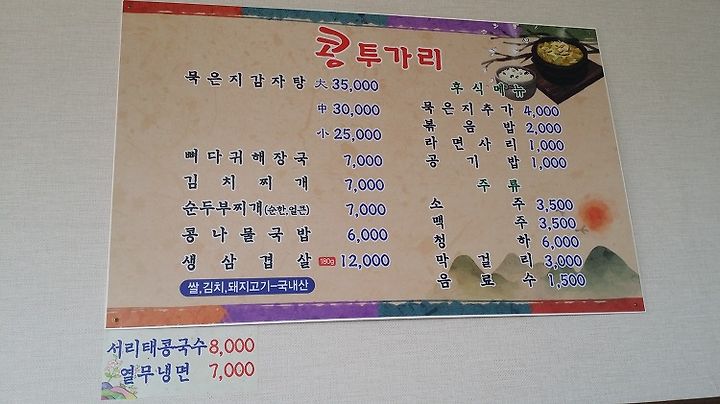 콩투가리
묵은지감자탕 大 35,000
中 30,000
小 25,000
뼈다귀해장국 7,000
김치찌개 7,000
순두부찌개(순한,얼큰) 7,000
콩나물국밥 6,000
생삼겹살 180g 12,000
쌀,김치,돼지고기-국내산
후식메뉴
묵은지추가 4,000
볶음밥 2,000
라면사리 1,000
공기밥 1,000
주류
소주 3,500
맥주 3,500
청하 6,000
막걸리 3,000
음료수 1,500
서리태콩국수 8,000
열무냉면 7,000